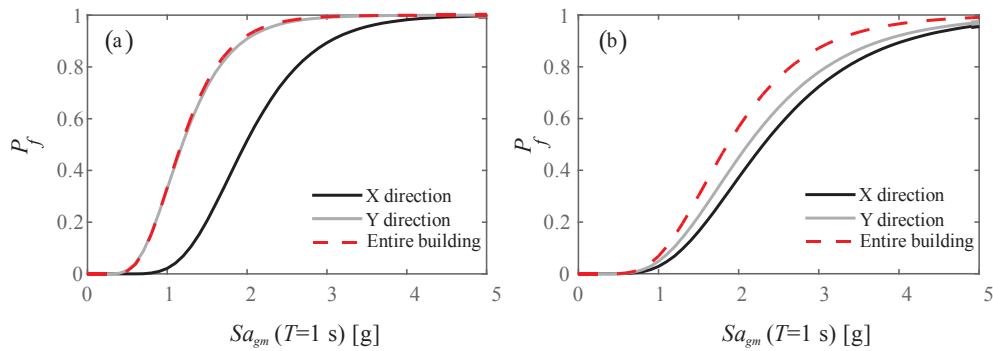 (a)
1
0.8
0.6
0.4
0.2
0
P_f
X direction
Y direction
Entire building
0 1 2 3 4 5
Sa_gm (T=1 s) [g]
(b)
1
0.8
0.6
0.4
0.2
0
P_f
X direction
Y direction
Entire building
0 1 2 3 4 5
Sa_gm (T=1 s) [g]